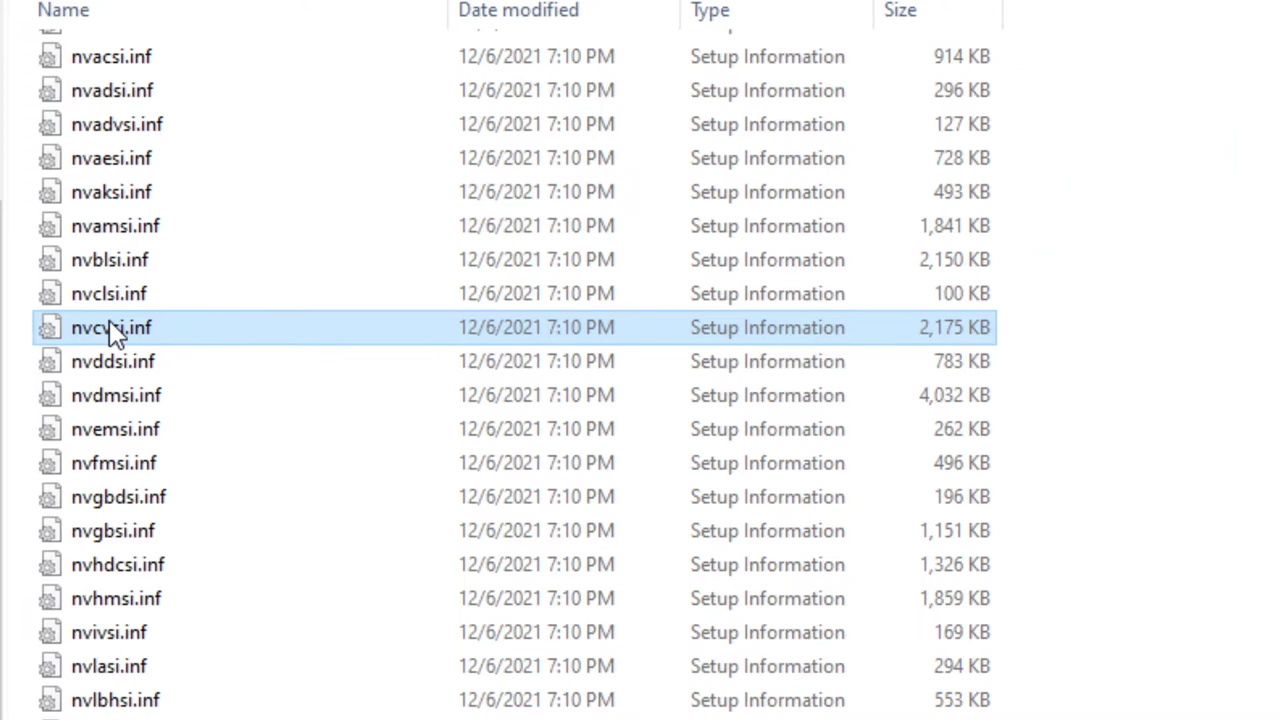 Name Date modified Type Size
nvacsi.inf 12/6/2021 7:10 PM Setup Information 914 KB
nvadsi.inf 12/6/2021 7:10 PM Setup Information 296 KB
nvadvsi.inf 12/6/2021 7:10 PM Setup Information 127 KB
nvaesi.inf 12/6/2021 7:10 PM Setup Information 728 KB
nvaksi.inf 12/6/2021 7:10 PM Setup Information 493 KB
nvamsi.inf 12/6/2021 7:10 PM Setup Information 1,841 KB
nvblsi.inf 12/6/2021 7:10 PM Setup Information 2,150 KB
nvclsi.inf 12/6/2021 7:10 PM Setup Information 100 KB
12/6/2021 7:10 PM Setup Information 2,175 KB
nvddsi.inf 12/6/2021 7:10 PM Setup Information 783 KB
nvdmsi.inf 12/6/2021 7:10 PM Setup Information 4,032 KB
nvemsi.inf 12/6/2021 7:10 PM Setup Information 262 KB
nvfmsi.inf 12/6/2021 7:10 PM Setup Information 496 KB
nvgbdsi.inf 12/6/2021 7:10 PM Setup Information 196 KB
nvgbsi.inf 12/6/2021 7:10 PM Setup Information 1,151 KB
nvhdcsi.inf 12/6/2021 7:10 PM Setup Information 1,326 KB
nvhmsi.inf 12/6/2021 7:10 PM Setup Information 1,859 KB
nvivsi.inf 12/6/2021 7:10 PM Setup Information 169 KB
nvlasi.inf 12/6/2021 7:10 PM Setup Information 294 KB
nvlbhsi.inf 12/6/2021 7:10 PM Setup Information 553 KB